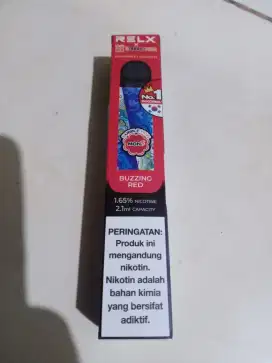 RELX
No.1
MORE!
BUZZING
RED
1.65% NICOTINE
2.1ml CAPACITY
PERINGATAN:
Produk ini
mengandung
nikotin.
Nikotin adalah
bahan kimia
yang bersifat
adiktif.